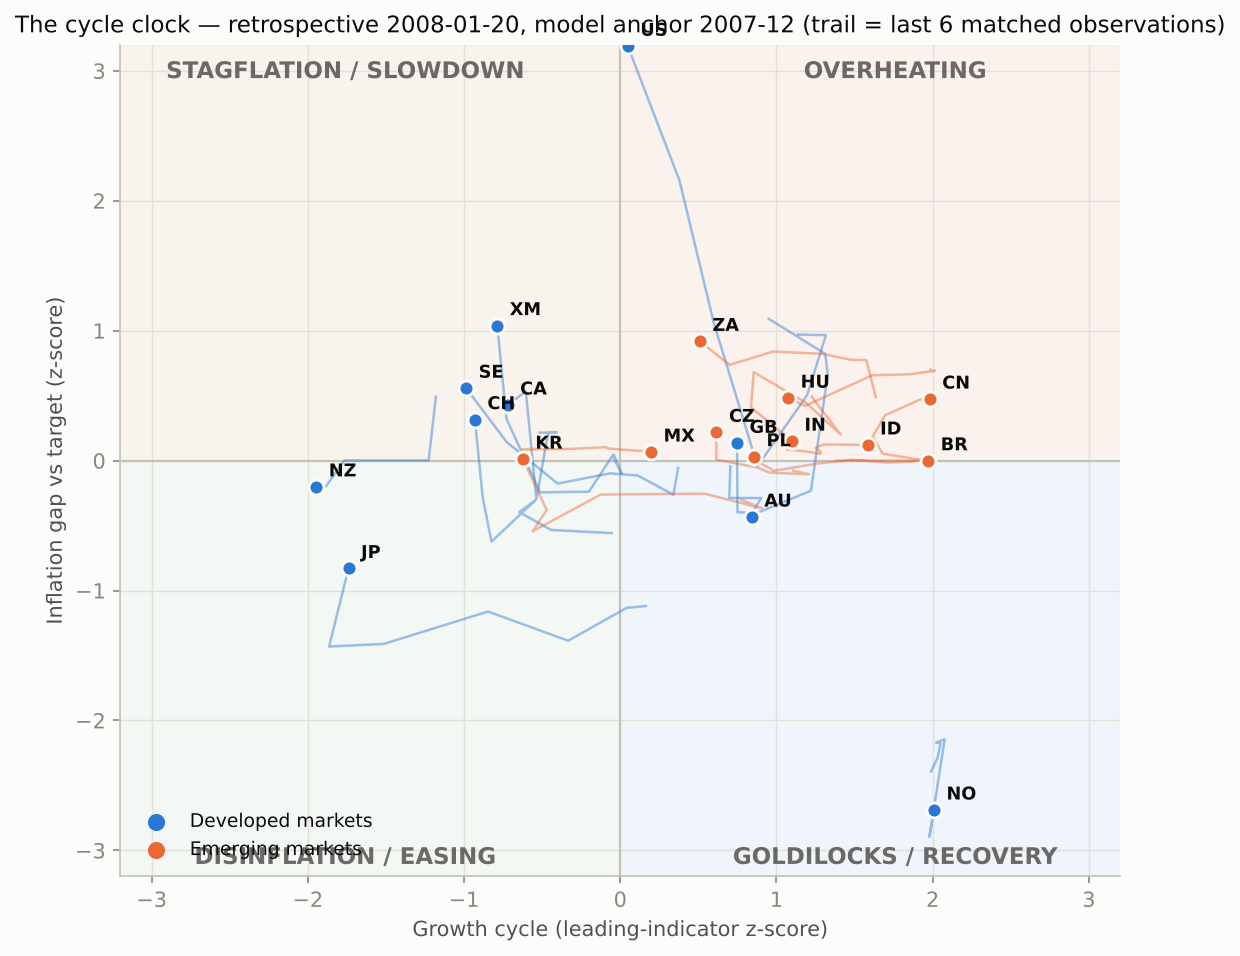 The cycle clock — retrospective 2008-01-20, model anchor 2007-12 (trail = last 6 matched observations)
US
STAGFLATION / SLOWDOWN
OVERHEATING
3
2
1
0
−1
−2
−3
Inflation gap vs target (z-score)
XM
ZA
SE
CA
CH
HU
CN
CZ
GB
IN
ID
KR
MX
PL
BR
NZ
AU
JP
NO
Developed markets
Emerging markets
DISINFLATION / EASING
GOLDILOCKS / RECOVERY
−3
−2
−1
0
1
2
3
Growth cycle (leading-indicator z-score)